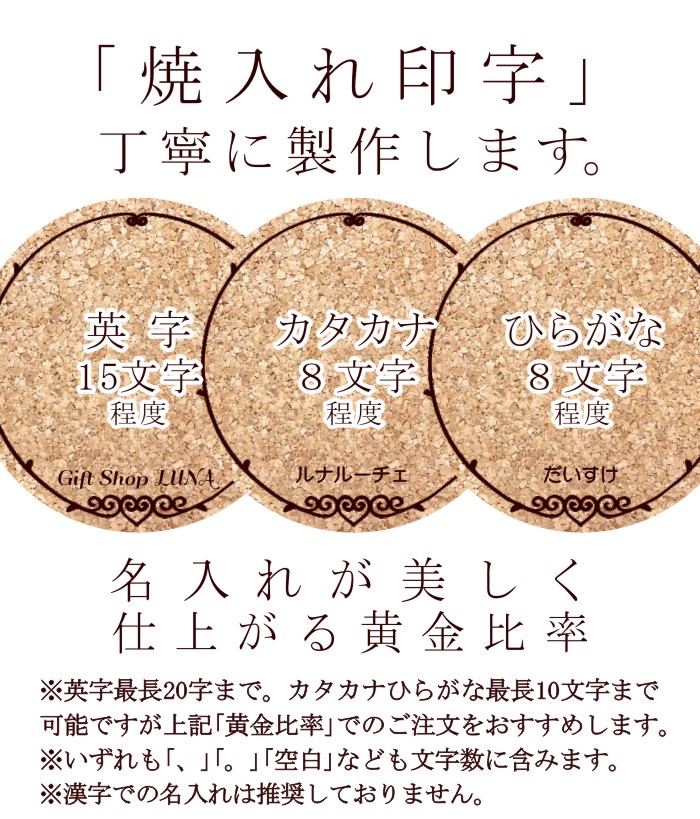 「焼入れ印字」
丁寧に製作します。
英字
15文字
程度
カタカナ
8文字
程度
ひらがな
8文字
程度
Gift Shop LUNA
ルナルーチェ
だいすけ
名入れが美しく
仕上がる黄金比率
※英字最長20字まで。カタカナひらがな最長10文字まで
可能ですが上記「黄金比率」でのご注文をおすすめします。
※いずれも「、」「。」「空白」なども文字数に含みます。
※漢字での名入れは推奨しておりません。